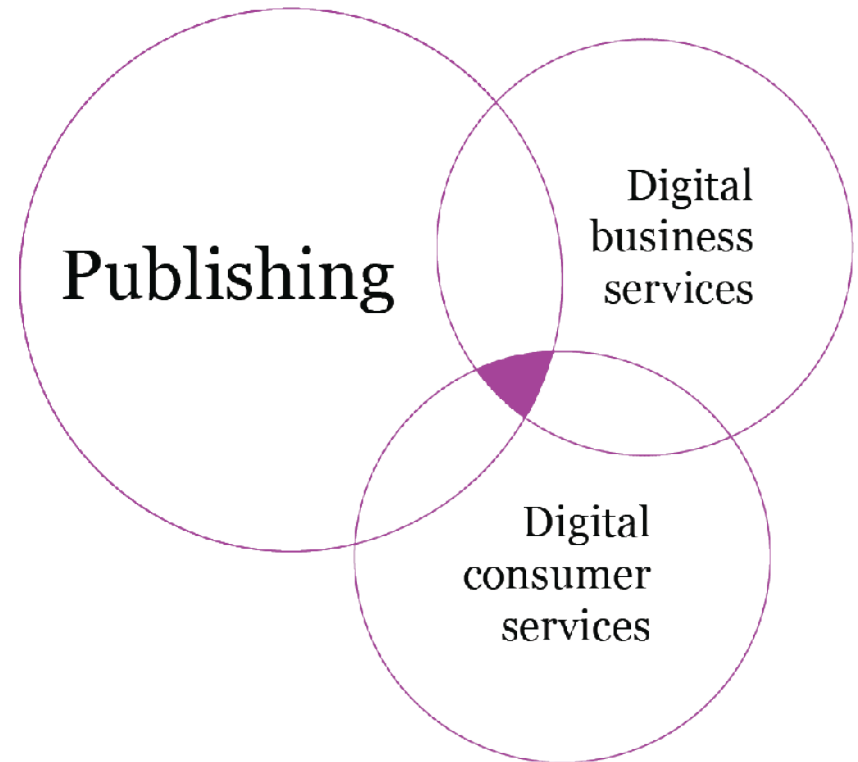 Publishing
Digital
business
services
Digital
consumer
services